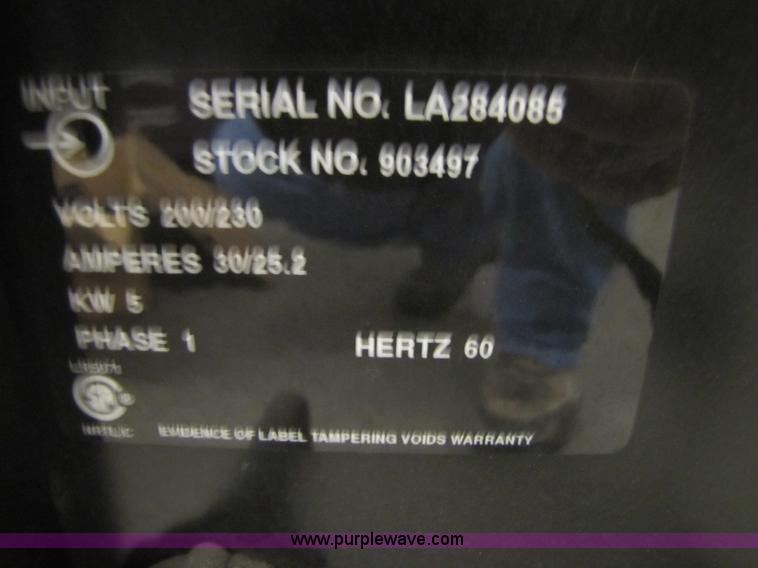 INPUT
SERIAL NO. LA284085
STOCK NO. 903497
VOLTS 200/230
AMPERES 30/25.2
KW 5
PHASE 1
HERTZ 60
EVIDENCE OF LABEL TAMPERING VOIDS WARRANTY
www.purplewave.com